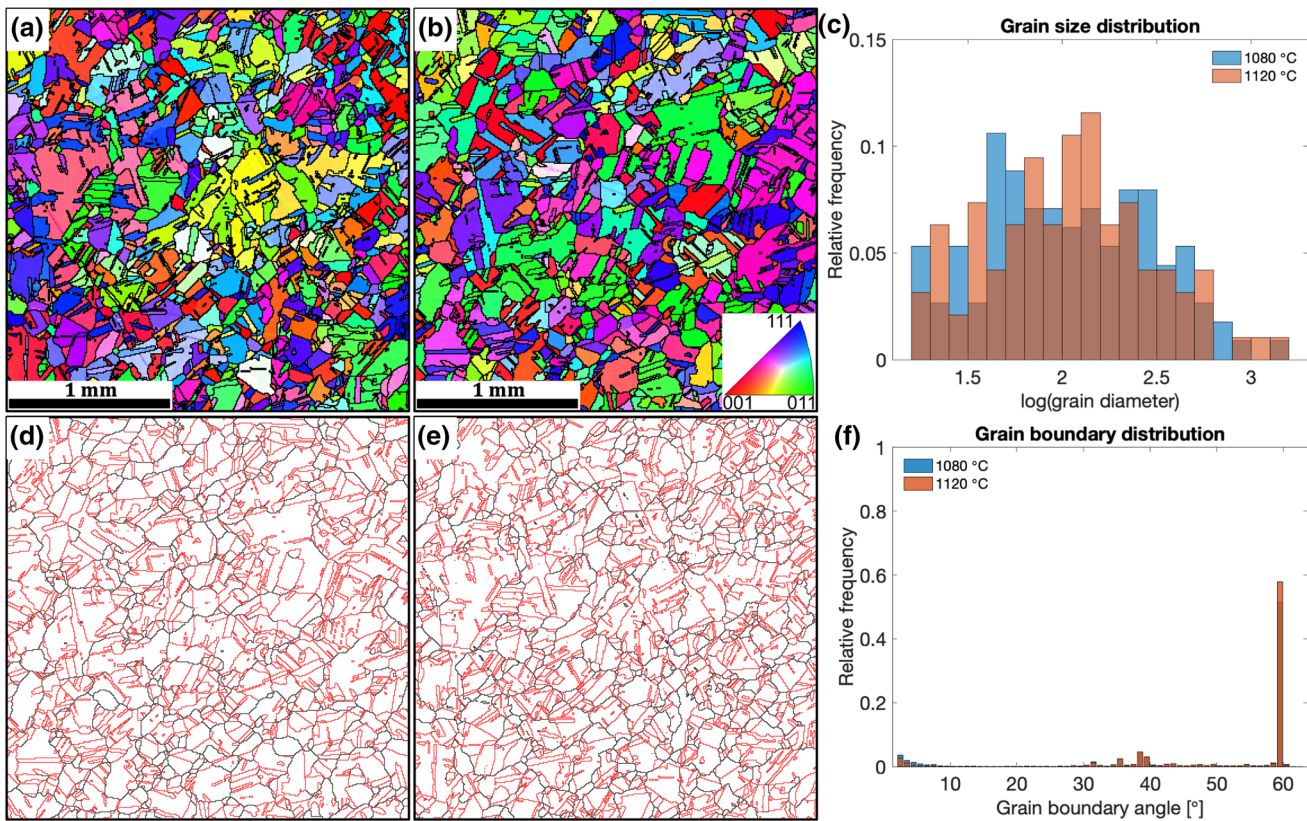 (a)
1 mm
(b)
111
001
011
1 mm
(c)
Grain size distribution
1080 °C
1120 °C
0.15
0.1
0.05
0
Relative frequency
1.5
2
2.5
3
log(grain diameter)
(d)
(e)
(f)
Grain boundary distribution
1080 °C
1120 °C
1
0.8
0.6
0.4
0.2
0
Relative frequency
10
20
30
40
50
60
Grain boundary angle [°]